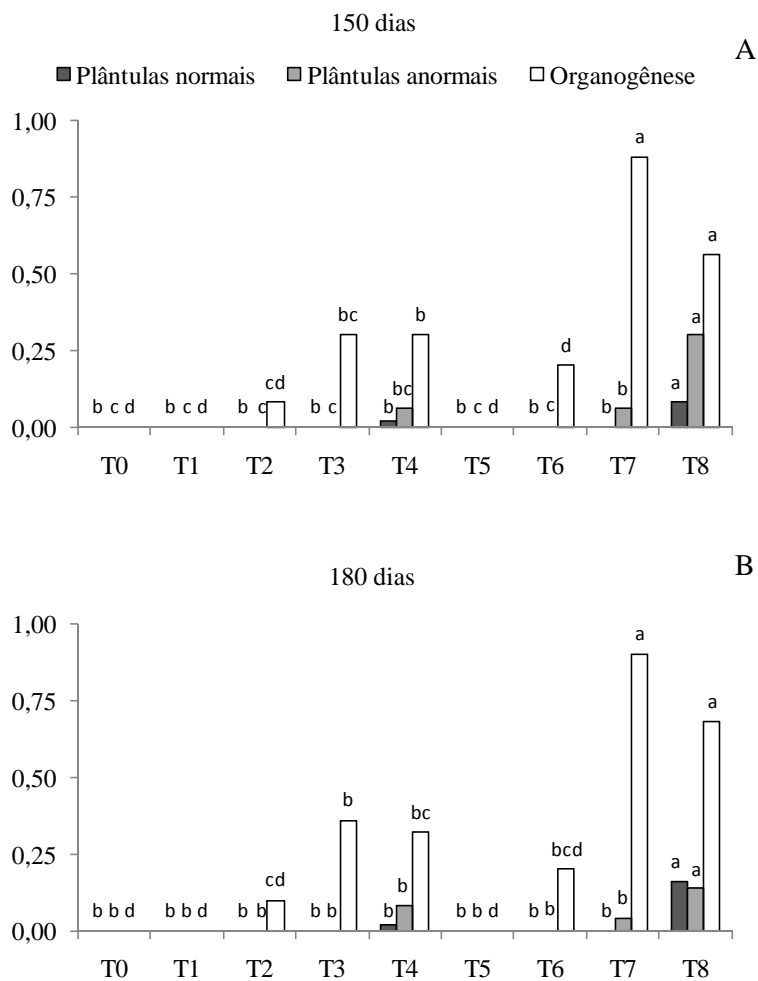 150 dias
A
Plântulas normais Plântulas anormais Organogênese
1,00
a
0,75
a
0,50
bc b a
0,25
d
cd bc b a
b c d b c d b c b c b b c d b c b
0,00
T0 T1 T2 T3 T4 T5 T6 T7 T8
B
180 dias
1,00
a
0,75
a
0,50
b bc
0,25
bcd
cd b b a a
b b d b b d b b b b b b b d b b b
0,00
T0 T1 T2 T3 T4 T5 T6 T7 T8